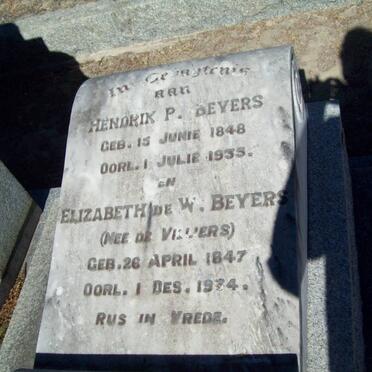 In Gedagtenis
aan
HENDRIK P. BEYERS
GEB. 15 JUNIE 1848
OORL. 1 JULIE 1935.
EN
ELIZABETH DE W. BEYERS
(NEE DE VILLIERS)
GEB. 26 APRIL 1847
OORL. 1 DES. 1934.
RUS IN VREDE.